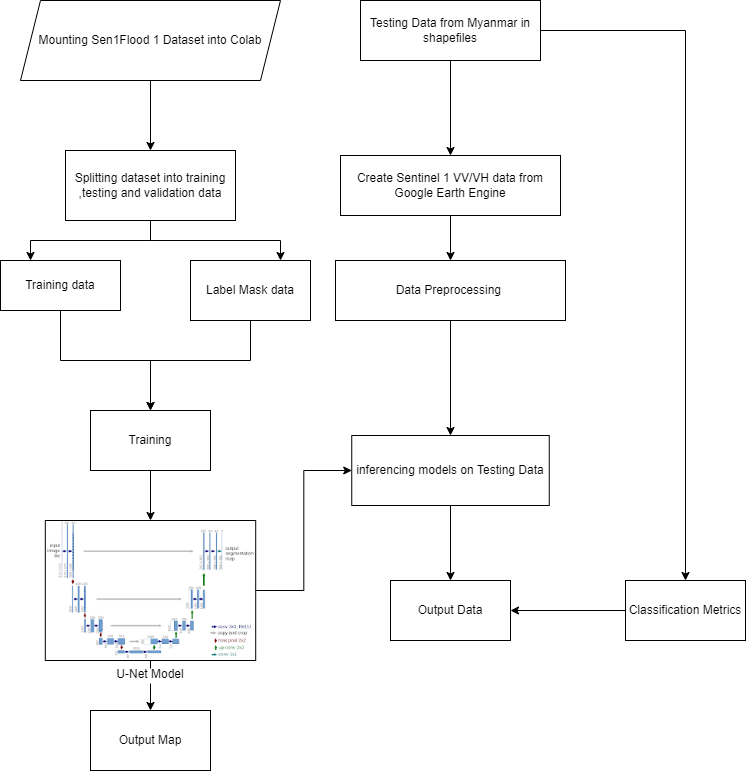 Mounting Sen1Flood 1 Dataset into Colab
Testing Data from Myanmar in
shapefiles
Splitting dataset into training
,testing and validation data
Create Sentinel 1 VV/VH data from
Google Earth Engine
Training data
Label Mask data
Data Preprocessing
Training
inferencing models on Testing Data
input
image
tile
output
segmentation
map
conv 3x3, ReLU
copy and crop
max pool 2x2
up-conv 2x2
conv 1x1
U-Net Model
Output Data
Classification Metrics
Output Map